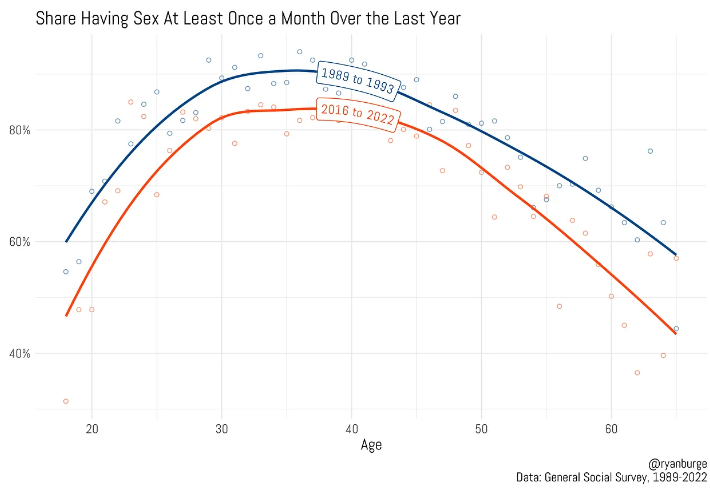 Share Having Sex At Least Once a Month Over the Last Year
1989 to 1993
2016 to 2022
80%
60%
40%
20 30 40 50 60
Age
@ryanburge
Data: General Social Survey, 1989-2022